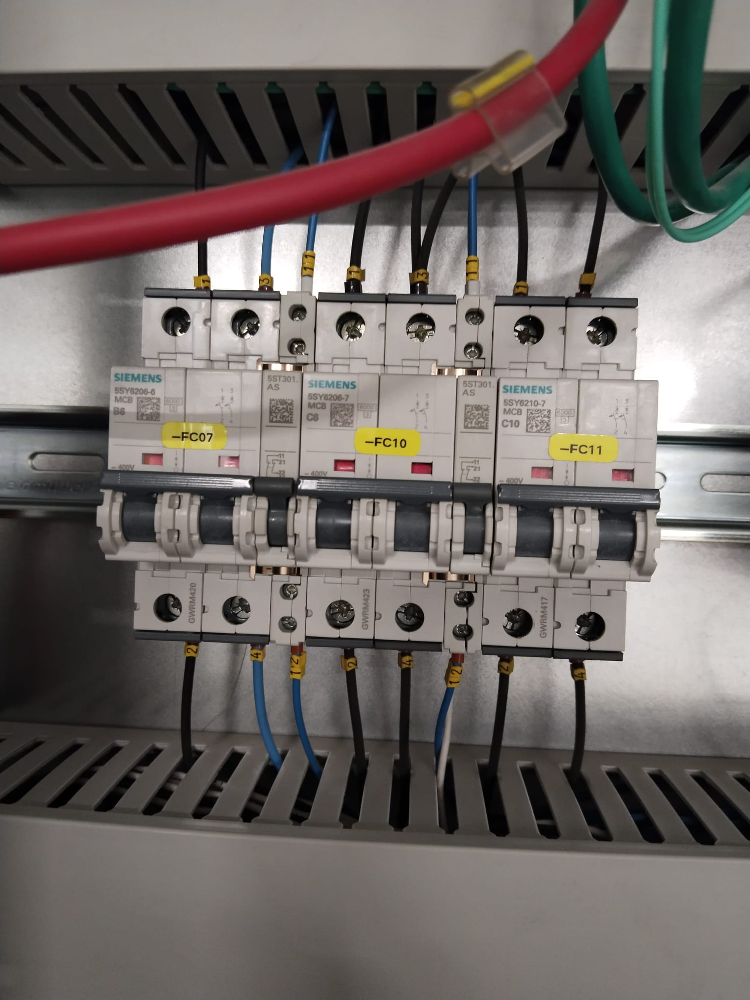 1
3
11
1
3
11
1
SIEMENS
5SY6206-6
MCB
B6
6000
3
1 3
2 4
–FC07
~ 400V
5ST301.
AS
11
21
22
SIEMENS
5SY6206-7
MCB
C6
6000
3
1 3
2 4
–FC10
~ 400V
5ST301.
AS
11
21
22
SIEMENS
5SY6210-7
MCB
C10
6000
3
1 3
2 4
–FC11
~ 400V
GWRM420
GWRM423
GWRM417
2
4
12
2
4
12
2
4